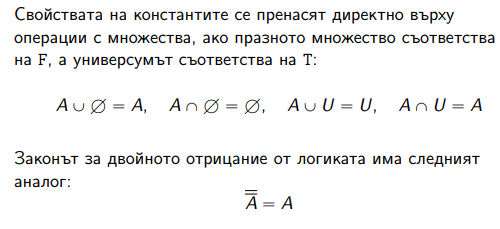 Свойствата на константите се пренасят директно върху
операции с множества, ако празното множество съответства
на F, а универсумът съответства на T:
A ∪ ∅ = A, A ∩ ∅ = ∅, A ∪ U = U, A ∩ U = A
Законът за двойното отрицание от логиката има следният
аналог:
A̿ = A